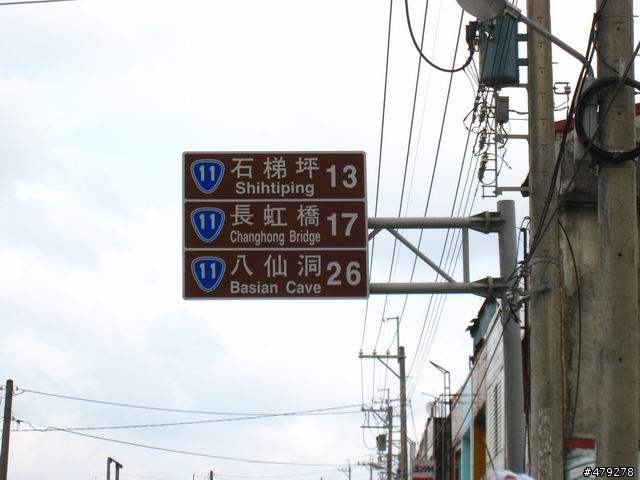 11 石梯坪 13
Shihtiping
11 長虹橋 17
Changhong Bridge
11 八仙洞 26
Basian Cave
SYM
#479278